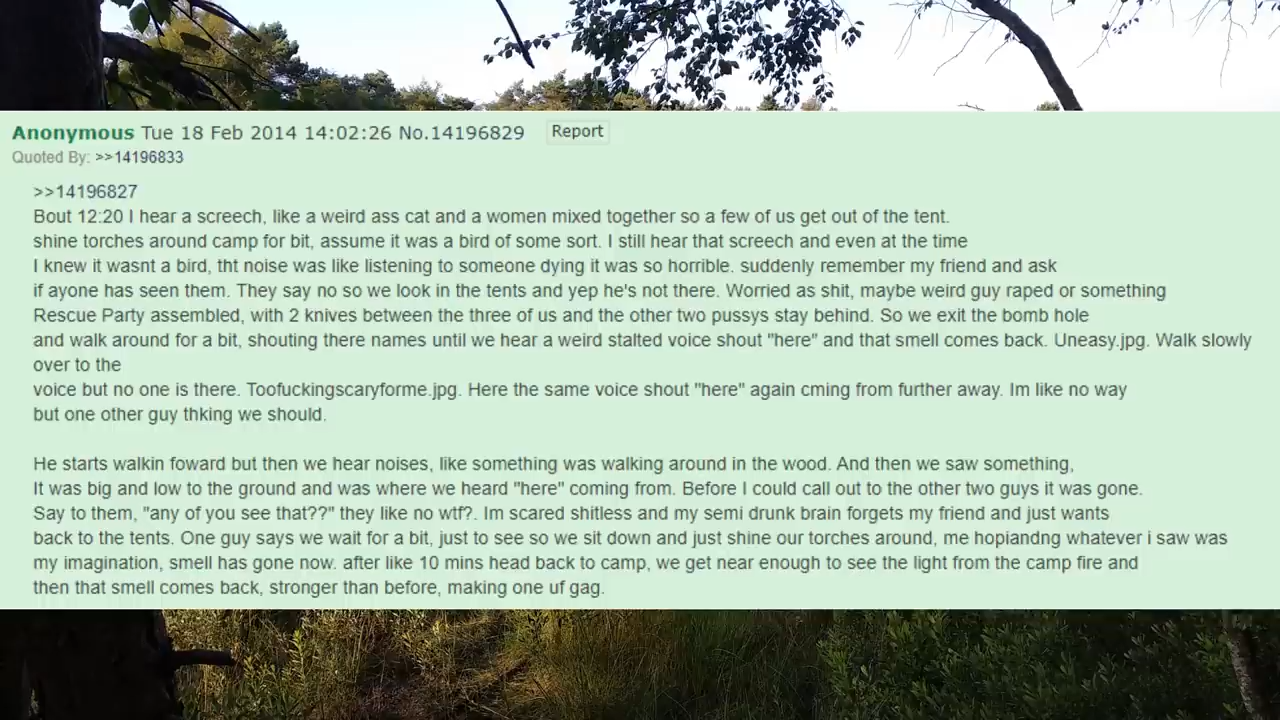 Anonymous Tue 18 Feb 2014 14:02:26 No.14196829 Report
Quoted By: >>14196833
>>14196827
Bout 12:20 I hear a screech, like a weird ass cat and a women mixed together so a few of us get out of the tent.
shine torches around camp for bit, assume it was a bird of some sort. I still hear that screech and even at the time
I knew it wasnt a bird, tht noise was like listening to someone dying it was so horrible. suddenly remember my friend and ask
if ayone has seen them. They say no so we look in the tents and yep he's not there. Worried as shit, maybe weird guy raped or something
Rescue Party assembled, with 2 knives between the three of us and the other two pussys stay behind. So we exit the bomb hole
and walk around for a bit, shouting there names until we hear a weird stalted voice shout "here" and that smell comes back. Uneasy.jpg. Walk slowly
over to the
voice but no one is there. Toofuckingscaryforme.jpg. Here the same voice shout "here" again cming from further away. Im like no way
but one other guy thking we should.
He starts walkin foward but then we hear noises, like something was walking around in the wood. And then we saw something,
It was big and low to the ground and was where we heard "here" coming from. Before I could call out to the other two guys it was gone.
Say to them, "any of you see that??" they like no wtf?. Im scared shitless and my semi drunk brain forgets my friend and just wants
back to the tents. One guy says we wait for a bit, just to see so we sit down and just shine our torches around, me hopiandng whatever i saw was
my imagination, smell has gone now. after like 10 mins head back to camp, we get near enough to see the light from the camp fire and
then that smell comes back, stronger than before, making one uf gag.